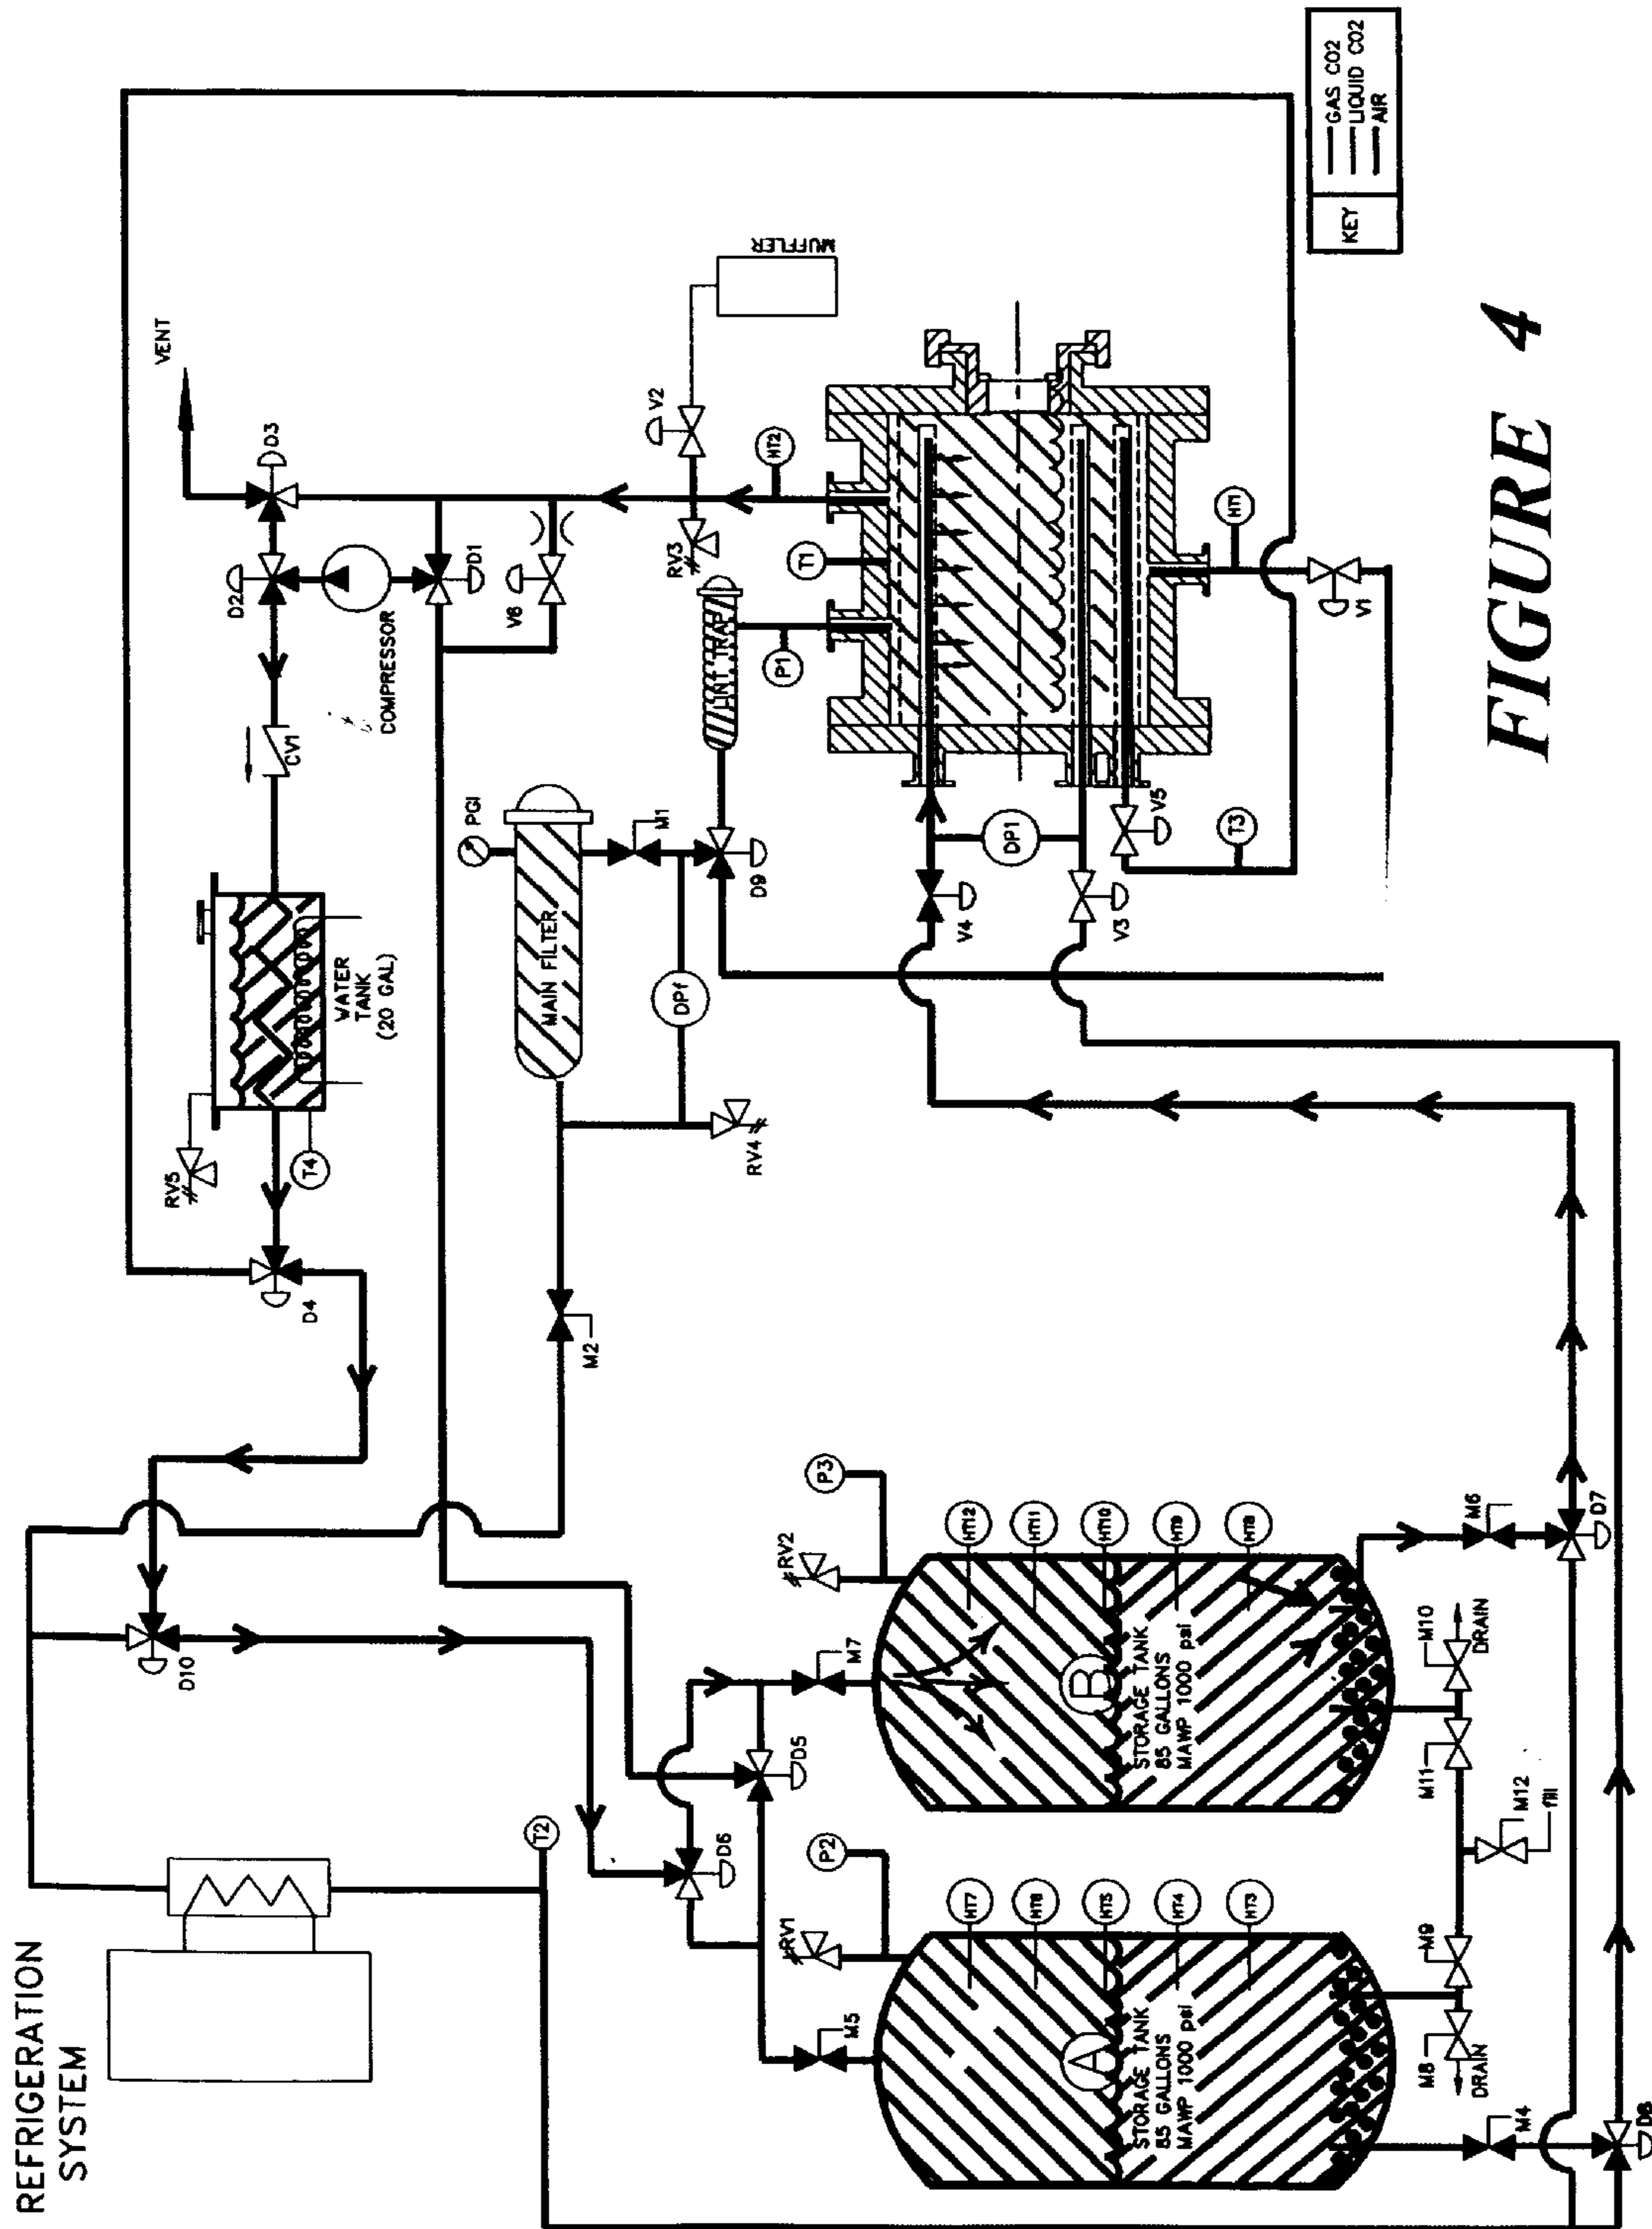 REFRIGERATION
SYSTEM
VENT
D3
D2
COMPRESSOR
D1
V6
CV1
WATER
TANK
(20 GAL)
RV5
T4
D4
D10
V2
MUFFLER
HT2
RV3
T1
LINT TRAP
P1
PGI
MAIN FILTER
M1
D9
DPf
RV4
M2
V4
DP1
V3
V5
T3
HT1
V1
KEY
GAS CO2
LIQUID CO2
AIR
FIGURE 4
T2
D6
D5
M7
M5
RV2
P3
RV1
P2
HT12
HT11
HT10
HT9
HT8
B
STORAGE TANK
85 GALLONS
MAWP 1000 psi
HT7
HT6
HT5
HT4
HT3
A
STORAGE TANK
85 GALLONS
MAWP 1000 psi
M6
D7
M10
DRAIN
M11
M12
fill
M9
M8
DRAIN
M4
D8